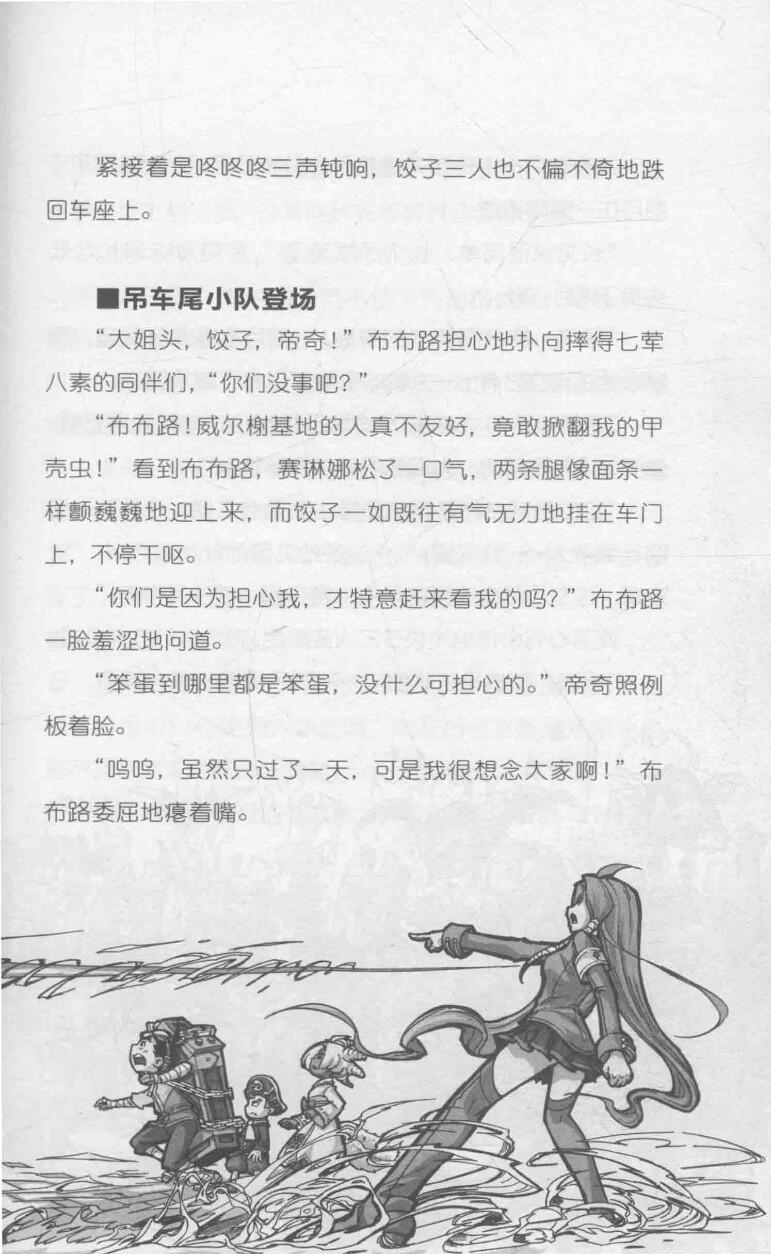 紧接着是咚咚咚三声钝响，饺子三人也不偏不倚地跌
回车座上。
■吊车尾小队登场
“大姐头，饺子，帝奇！”布布路担心地扑向摔得七荤
八素的同伴们，“你们没事吧？”
“布布路！威尔榭基地的人真不友好，竟敢掀翻我的甲
壳虫！”看到布布路，赛琳娜松了一口气，两条腿像面条一
样颤巍巍地迎上来，而饺子一如既往有气无力地挂在车门
上，不停干呕。
“你们是因为担心我，才特意赶来看我的吗？”布布路
一脸羞涩地问道。
“笨蛋到哪里都是笨蛋，没什么可担心的。”帝奇照例
板着脸。
“呜呜，虽然只过了一天，可是我很想念大家啊！”布
布路委屈地瘪着嘴。